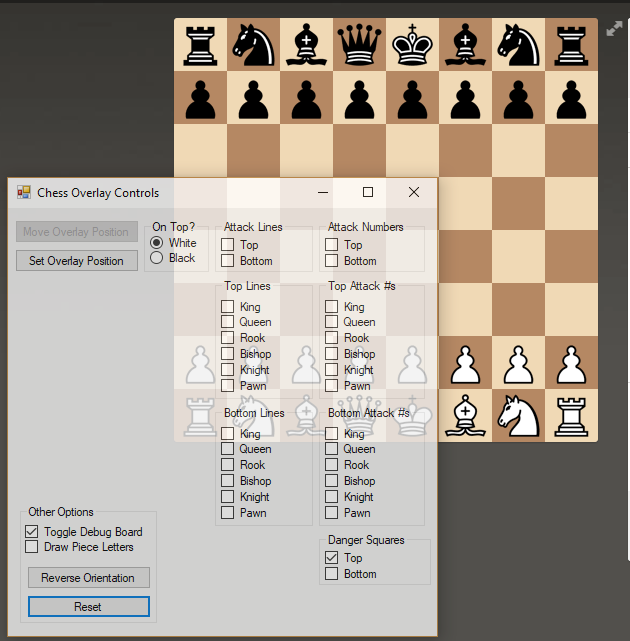 Chess Overlay Controls
Move Overlay Position
Set Overlay Position
On Top?
White
Black
Attack Lines
Top
Bottom
Attack Numbers
Top
Bottom
Top Lines
King
Queen
Rook
Bishop
Knight
Pawn
Top Attack #s
King
Queen
Rook
Bishop
Knight
Pawn
Bottom Lines
King
Queen
Rook
Bishop
Knight
Pawn
Bottom Attack #s
King
Queen
Rook
Bishop
Knight
Pawn
Other Options
Toggle Debug Board
Draw Piece Letters
Reverse Orientation
Reset
Danger Squares
Top
Bottom